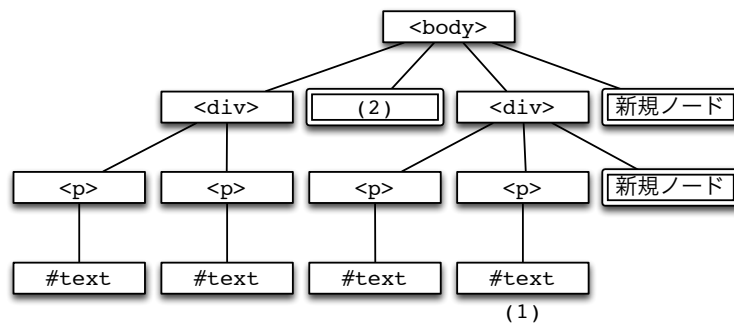 <body>
<div> (2) <div> 新規ノード
<p> <p> <p> <p> 新規ノード
#text #text #text #text
(1)